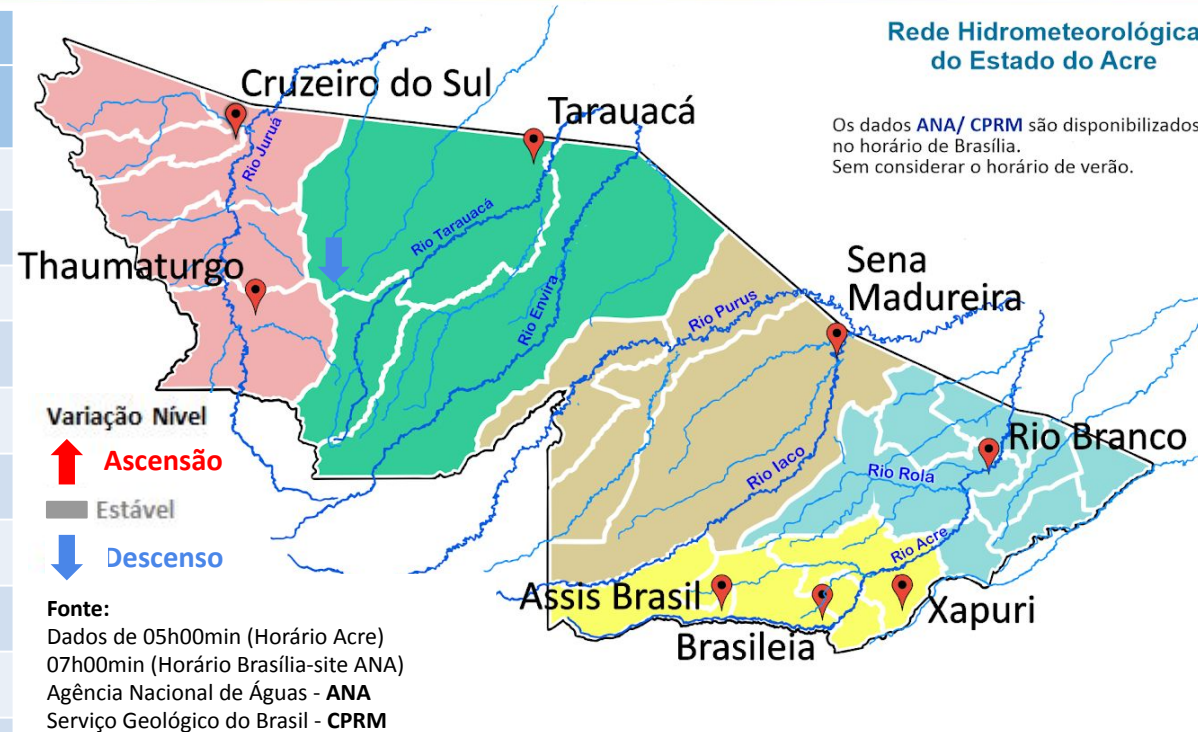 Rede Hidrometeorológica
do Estado do Acre
Os dados ANA/ CPRM são disponibilizados
no horário de Brasília.
Sem considerar o horário de verão.
Cruzeiro do Sul
Tarauacá
Rio Juruá
Rio Tarauacá
Thaumaturgo
Rio Envira
Sena
Madureira
Rio Purus
Variação Nível
Ascensão
Estável
Descenso
Rio Branco
Rio Rola
Rio Iaco
Rio Acre
Assis Brasil
Xapuri
Brasileia
Fonte:
Dados de 05h00min (Horário Acre)
07h00min (Horário Brasília-site ANA)
Agência Nacional de Águas - ANA
Serviço Geológico do Brasil - CPRM